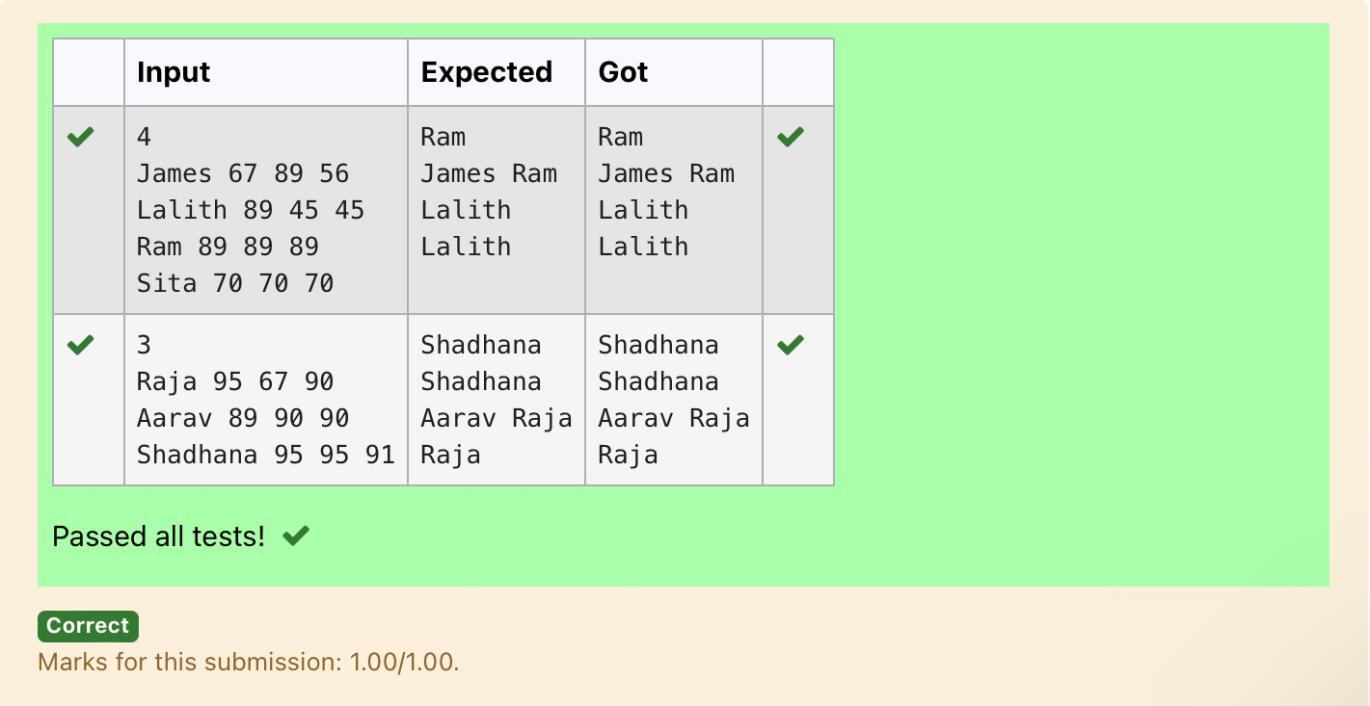 Input Expected Got
4 Ram Ram
James 67 89 56 James Ram James Ram
Lalith 89 45 45 Lalith Lalith
Ram 89 89 89 Lalith Lalith
Sita 70 70 70
3 Shadhana Shadhana
Raja 95 67 90 Shadhana Shadhana
Aarav 89 90 90 Aarav Raja Aarav Raja
Shadhana 95 95 91 Raja Raja
Passed all tests!
Correct
Marks for this submission: 1.00/1.00.